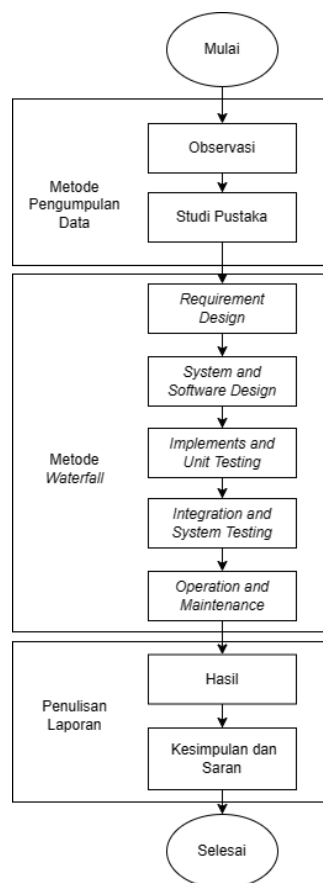 Mulai
Metode
Pengumpulan
Data
Observasi
Studi Pustaka
Metode
Waterfall
Requirement
Design
System and
Software Design
Implements and
Unit Testing
Integration and
System Testing
Operation and
Maintenance
Penulisan
Laporan
Hasil
Kesimpulan dan
Saran
Selesai